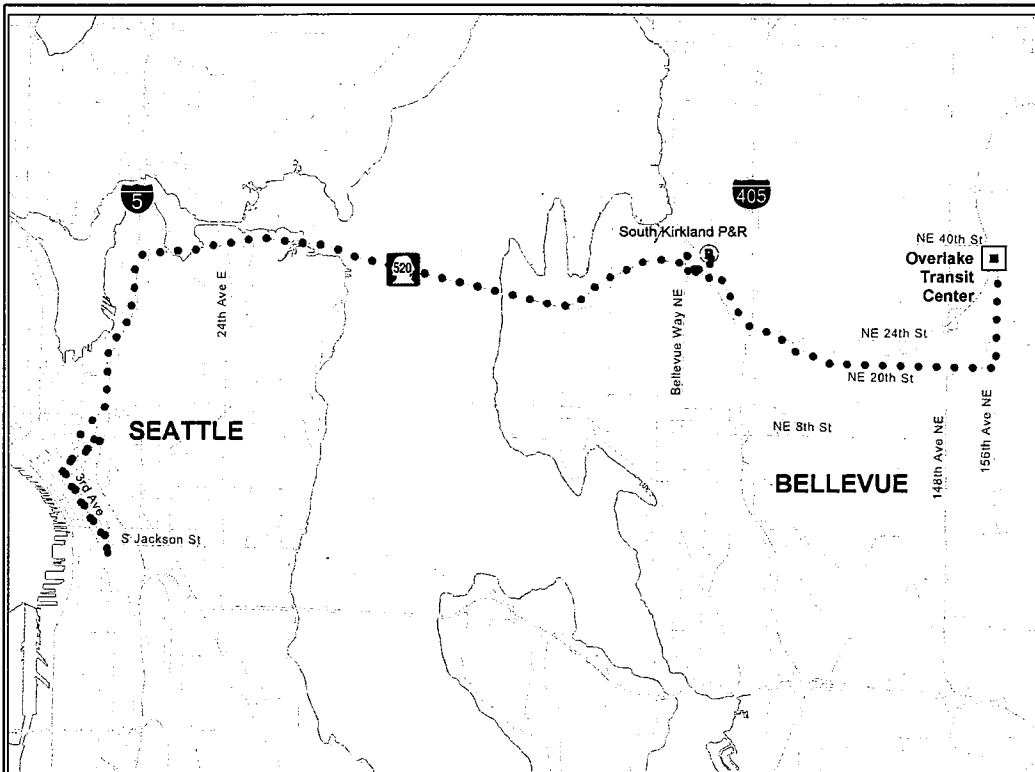 5
405
South Kirkland P&R
P
NE 40th St
Overlake
Transit
Center
520
24th Ave E
Bellevue Way NE
NE 24th St
NE 20th St
SEATTLE
NE 8th St
148th Ave NE
156th Ave NE
BELLEVUE
3rd Ave
S Jackson St